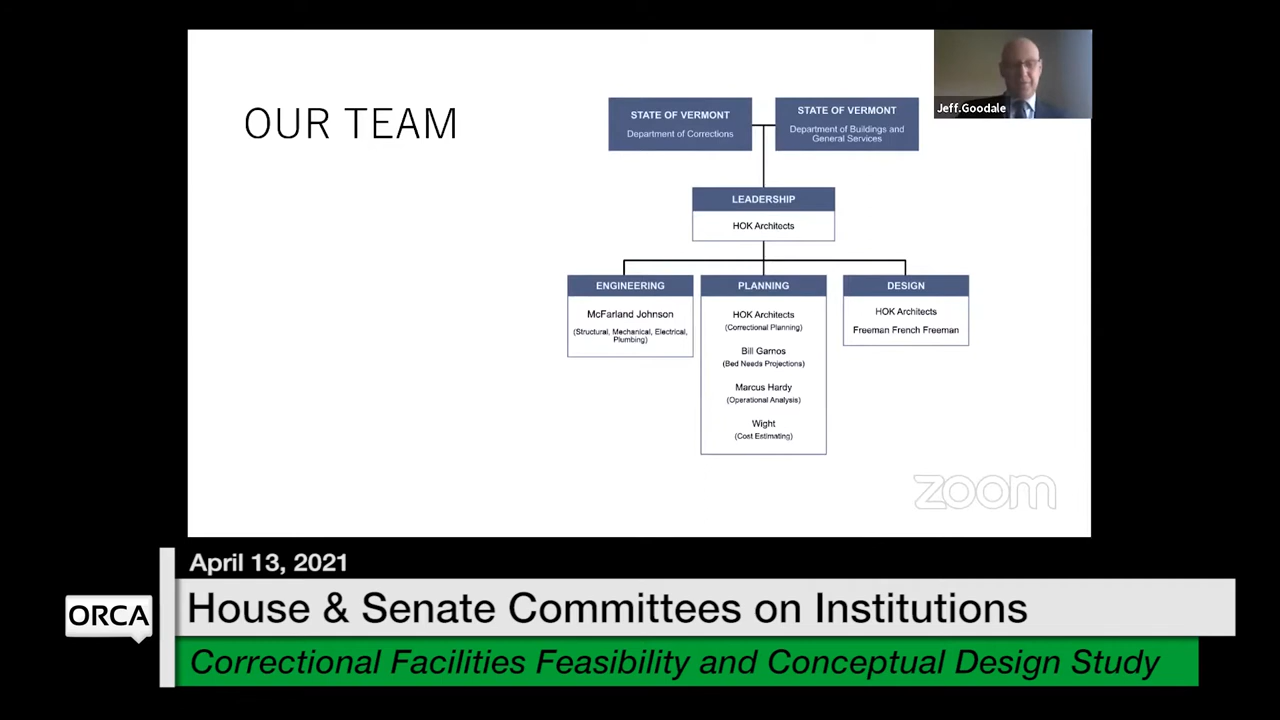 OUR TEAM
STATE OF VERMONT
Department of Corrections
STATE OF VERMONT
Department of Buildings and
General Services
Jeff.Goodale
LEADERSHIP
HOK Architects
ENGINEERING
McFarland Johnson
(Structural, Mechanical, Electrical,
Plumbing)
PLANNING
HOK Architects
(Correctional Planning)
Bill Garnos
(Bed Needs Projections)
Marcus Hardy
(Operational Analysis)
Wight
(Cost Estimating)
DESIGN
HOK Architects
Freeman French Freeman
zoom
April 13, 2021
ORCA
House & Senate Committees on Institutions
Correctional Facilities Feasibility and Conceptual Design Study